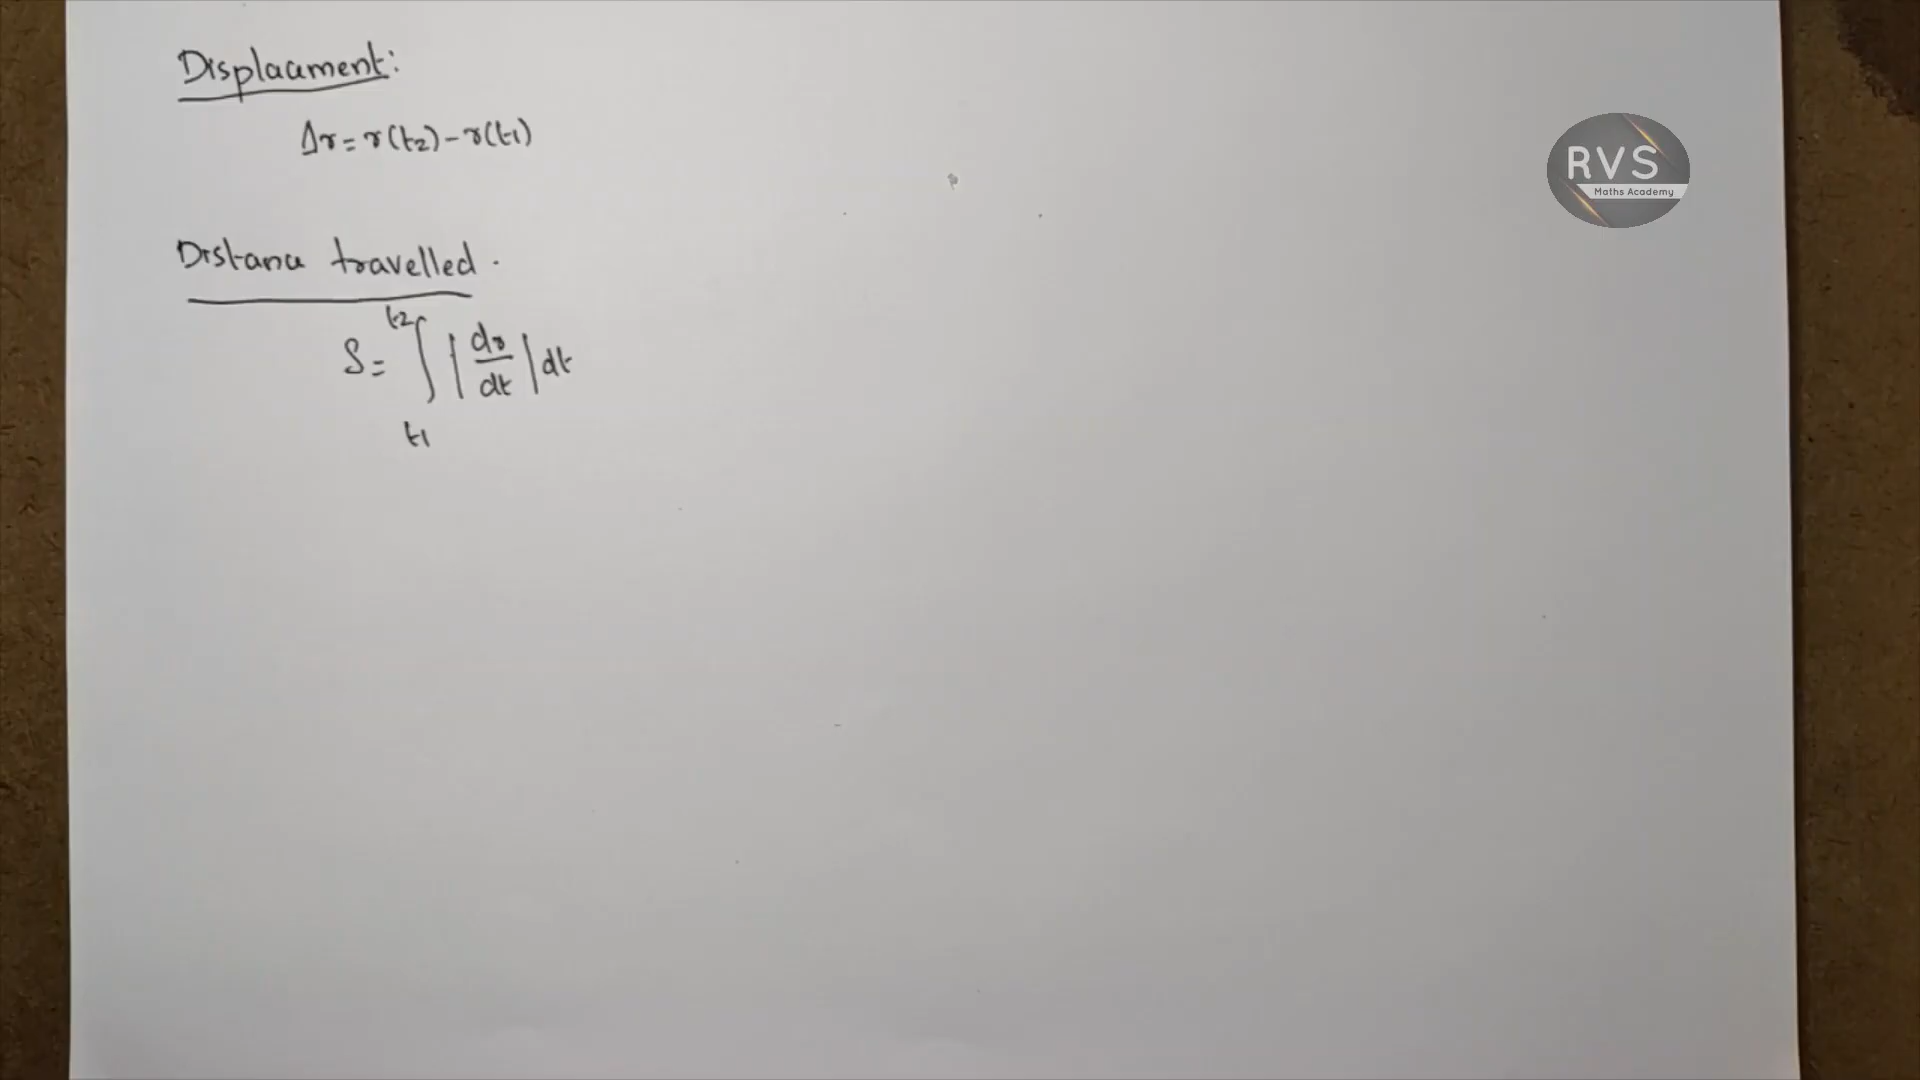 Displacement:
Δr = r(t2) - r(t1)
RVS
Maths Academy
Distance travelled.
S = ∫ t1 t2 | dr/dt | dt